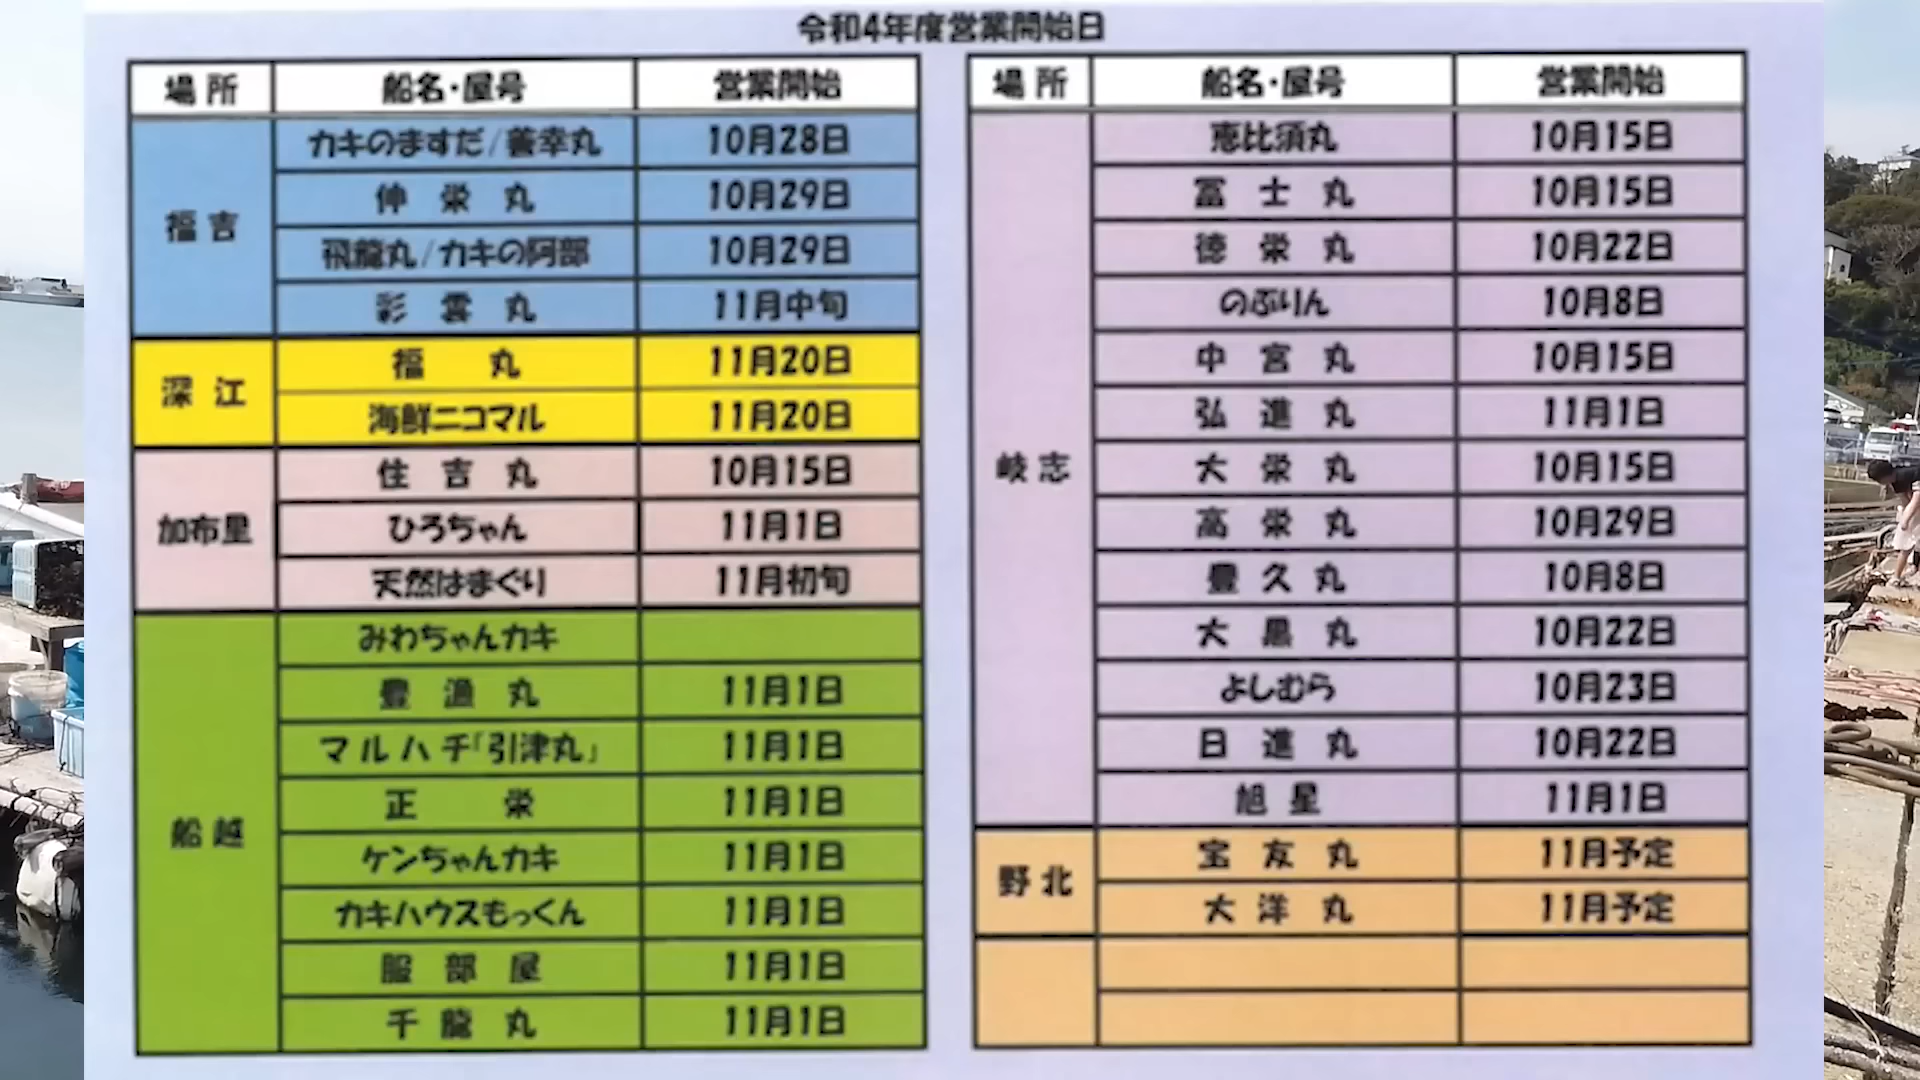 令和4年度営業開始日
場所 船名・屋号 営業開始
福吉
カキのますだ/善幸丸 10月28日
伸栄丸 10月29日
飛龍丸/カキの阿部 10月29日
彩雲丸 11月中旬
深江
福丸 11月20日
海鮮ニコマル 11月20日
加布里
住吉丸 10月15日
ひろちゃん 11月1日
天然はまぐり 11月初旬
船越
みわちゃんカキ
豊漁丸 11月1日
マルハチ「引津丸」 11月1日
正栄 11月1日
ケンちゃんカキ 11月1日
カキハウスもっくん 11月1日
服部屋 11月1日
千龍丸 11月1日
場所 船名・屋号 営業開始
岐志
恵比須丸 10月15日
冨士丸 10月15日
徳栄丸 10月22日
のぶりん 10月8日
中宮丸 10月15日
弘進丸 11月1日
大栄丸 10月15日
高栄丸 10月29日
豊久丸 10月8日
大黒丸 10月22日
よしむら 10月23日
日進丸 10月22日
旭星 11月1日
野北
宝友丸 11月予定
大洋丸 11月予定